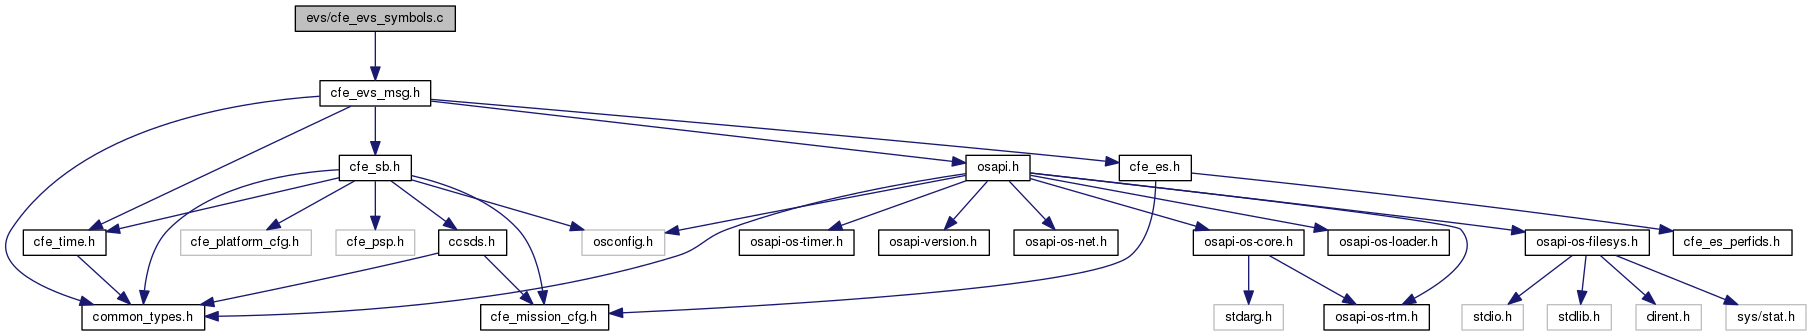 evs/cfe_evs_symbols.c
cfe_evs_msg.h
cfe_sb.h
osapi.h
cfe_es.h
cfe_time.h
cfe_platform_cfg.h
cfe_psp.h
ccsds.h
osconfig.h
osapi-os-timer.h
osapi-version.h
osapi-os-net.h
osapi-os-core.h
osapi-os-loader.h
osapi-os-filesys.h
cfe_es_perfids.h
common_types.h
cfe_mission_cfg.h
stdarg.h
osapi-os-rtm.h
stdio.h
stdlib.h
dirent.h
sys/stat.h